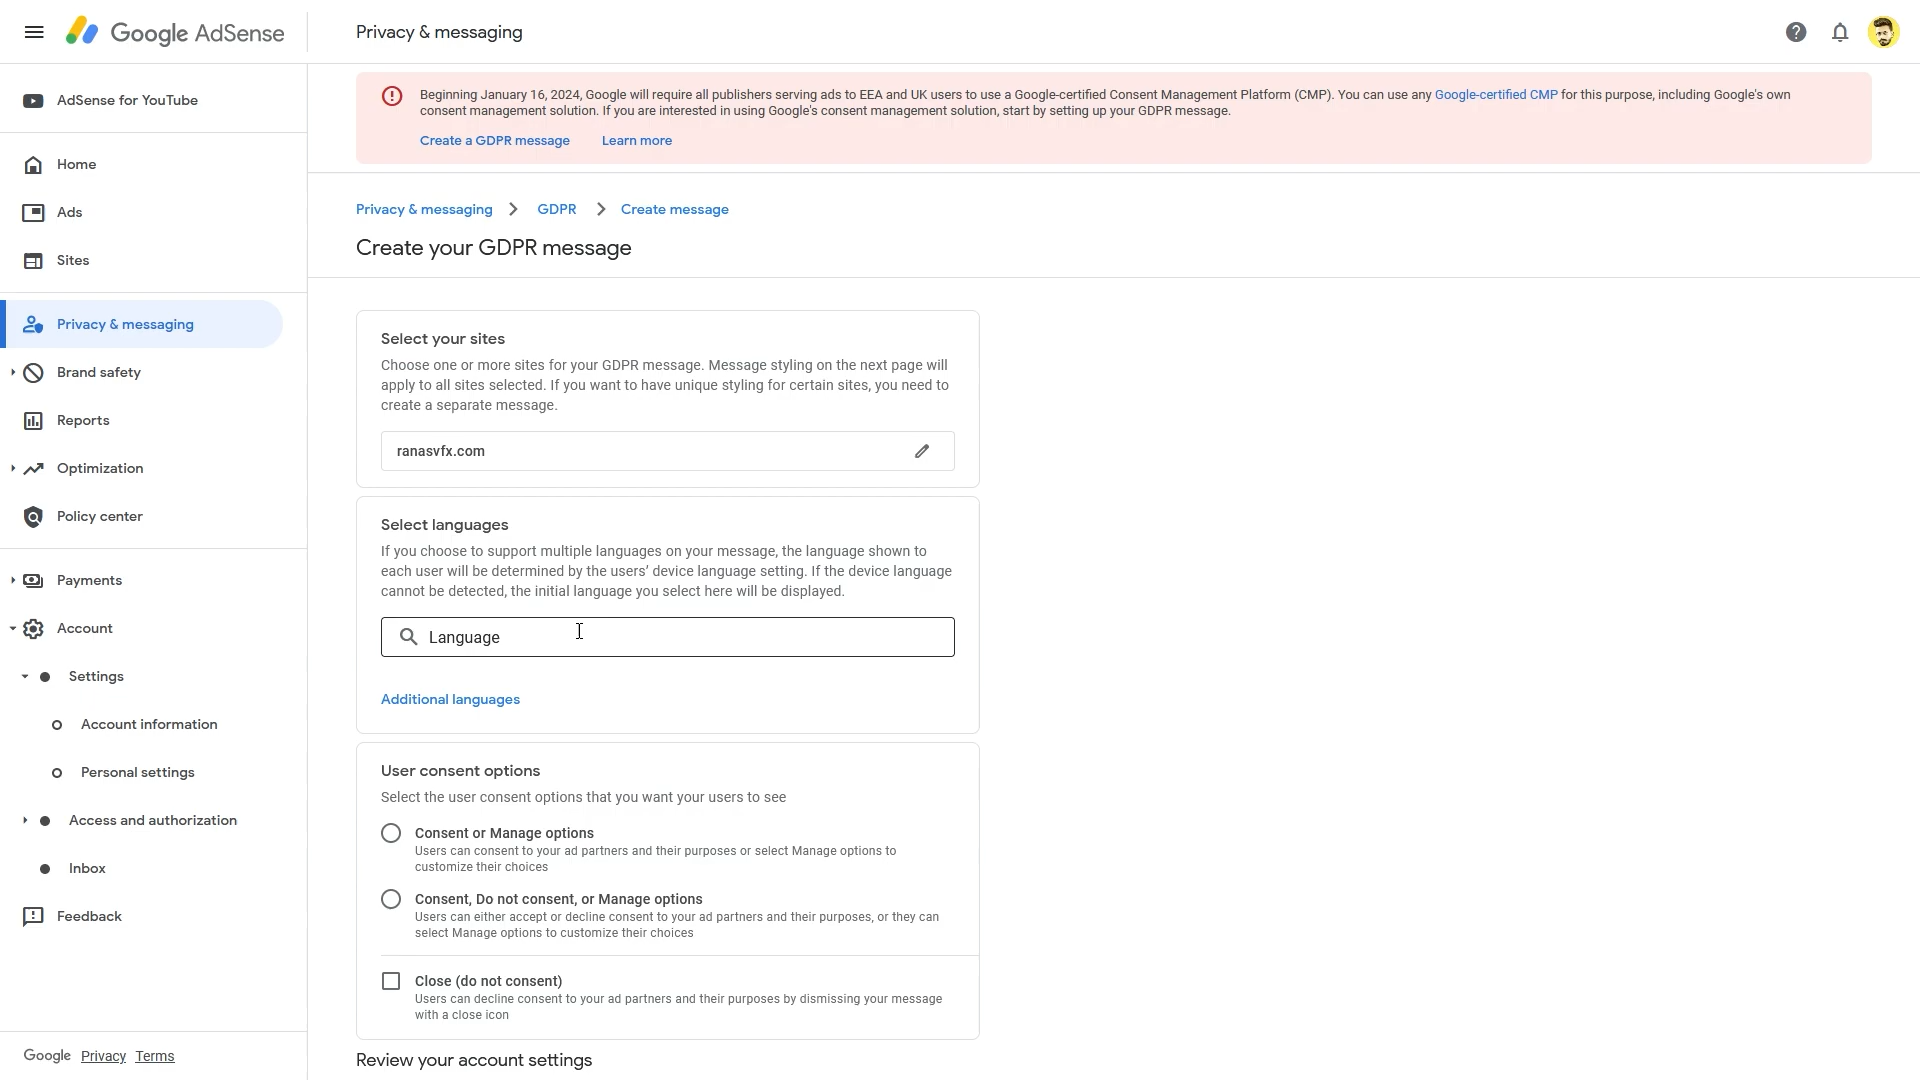 Google AdSense
Privacy & messaging
AdSense for YouTube
Home
Ads
Sites
Privacy & messaging
Brand safety
Reports
Optimization
Policy center
Payments
Account
Settings
Account information
Personal settings
Access and authorization
Inbox
Feedback
Google Privacy Terms
Beginning January 16, 2024, Google will require all publishers serving ads to EEA and UK users to use a Google-certified Consent Management Platform (CMP). You can use any Google-certified CMP for this purpose, including Google's own
consent management solution. If you are interested in using Google's consent management solution, start by setting up your GDPR message.
Create a GDPR message Learn more
Privacy & messaging GDPR Create message
Create your GDPR message
Select your sites
Choose one or more sites for your GDPR message. Message styling on the next page will
apply to all sites selected. If you want to have unique styling for certain sites, you need to
create a separate message.
ranasvfx.com
Select languages
If you choose to support multiple languages on your message, the language shown to
each user will be determined by the users' device language setting. If the device language
cannot be detected, the initial language you select here will be displayed.
Language
Additional languages
User consent options
Select the user consent options that you want your users to see
Consent or Manage options
Users can consent to your ad partners and their purposes or select Manage options to
customize their choices
Consent, Do not consent, or Manage options
Users can either accept or decline consent to your ad partners and their purposes, or they can
select Manage options to customize their choices
Close (do not consent)
Users can decline consent to your ad partners and their purposes by dismissing your message
with a close icon
Review your account settings